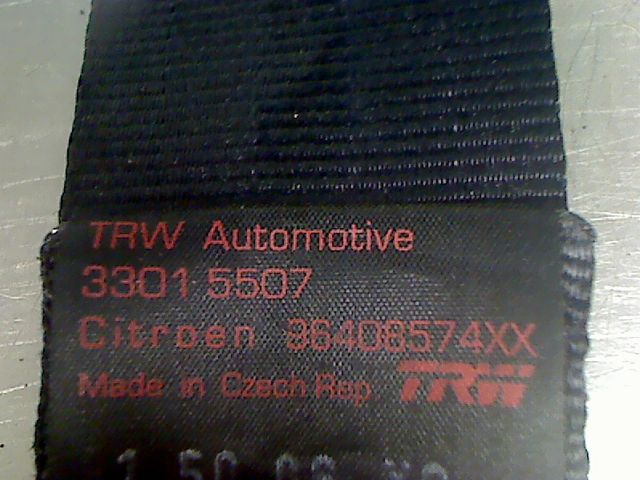 TRW Automotive
3301 5507
Citroen 96408574XX
Made in Czech Rep TRW